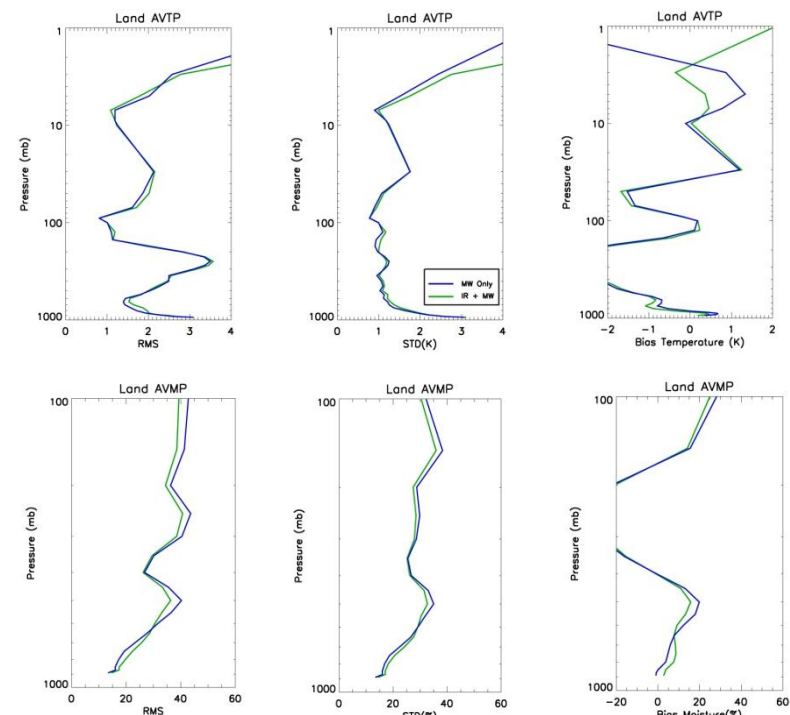 Land AVTP
Land AVTP
Land AVTP
1
10
100
1000
Pressure (mb)
0 1 2 3 4
RMS
1
10
100
1000
Pressure (mb)
MW Only
IR + MW
0 1 2 3 4
STD(K)
1
10
100
1000
Pressure (mb)
-2 -1 0 1 2
Bias Temperature (K)
Land AVMP
Land AVMP
Land AVMP
100
1000
Pressure (mb)
0 20 40 60
RMS
100
1000
Pressure (mb)
0 20 40 60
STD(%)
100
1000
Pressure (mb)
-20 0 20 40 60
Bias Moisture(%)